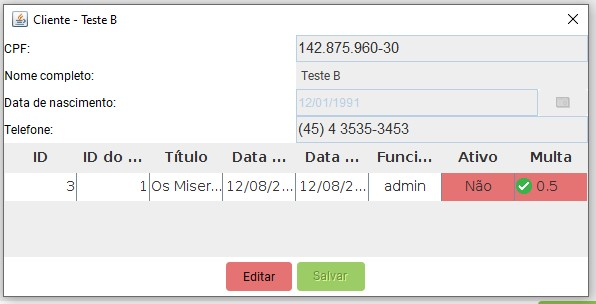 Cliente - Teste B
CPF: 142.875.960-30
Nome completo: Teste B
Data de nascimento: 12/01/1991
Telefone: (45) 4 3535-3453
ID ID do ... Título Data ... Data ... Funci... Ativo Multa
3 1 Os Miser... 12/08/2... 12/08/2... admin Não 0.5
Editar Salvar